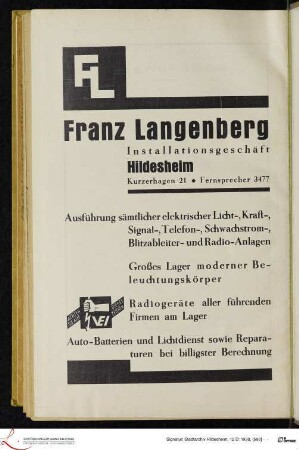 FL
Franz Langenberg
Installationsgeschäft
Hildesheim
Kurzerhagen 21 • Fernsprecher 3477
Ausführung sämtlicher elektrischer Licht-, Kraft-,
Signal-, Telefon-, Schwachstrom-,
Blitzableiter- und Radio-Anlagen
Großes Lager moderner Be-
leuchtungskörper
VEI
Radiogeräte aller führenden
Firmen am Lager
Auto-Batterien und Lichtdienst sowie Repara-
turen bei billigster Berechnung